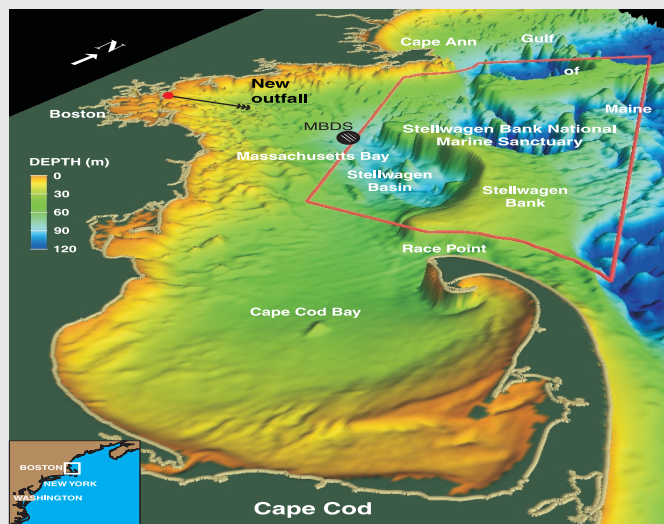 N
Cape Ann
Gulf
of
Maine
New
outfall
Boston
MBDS
Stellwagen Bank National
Marine Sanctuary
Massachusetts Bay
DEPTH (m)
0
30
60
90
120
Stellwagen
Basin
Stellwagen
Bank
Race Point
Cape Cod Bay
BOSTON
NEW YORK
WASHINGTON
Cape Cod